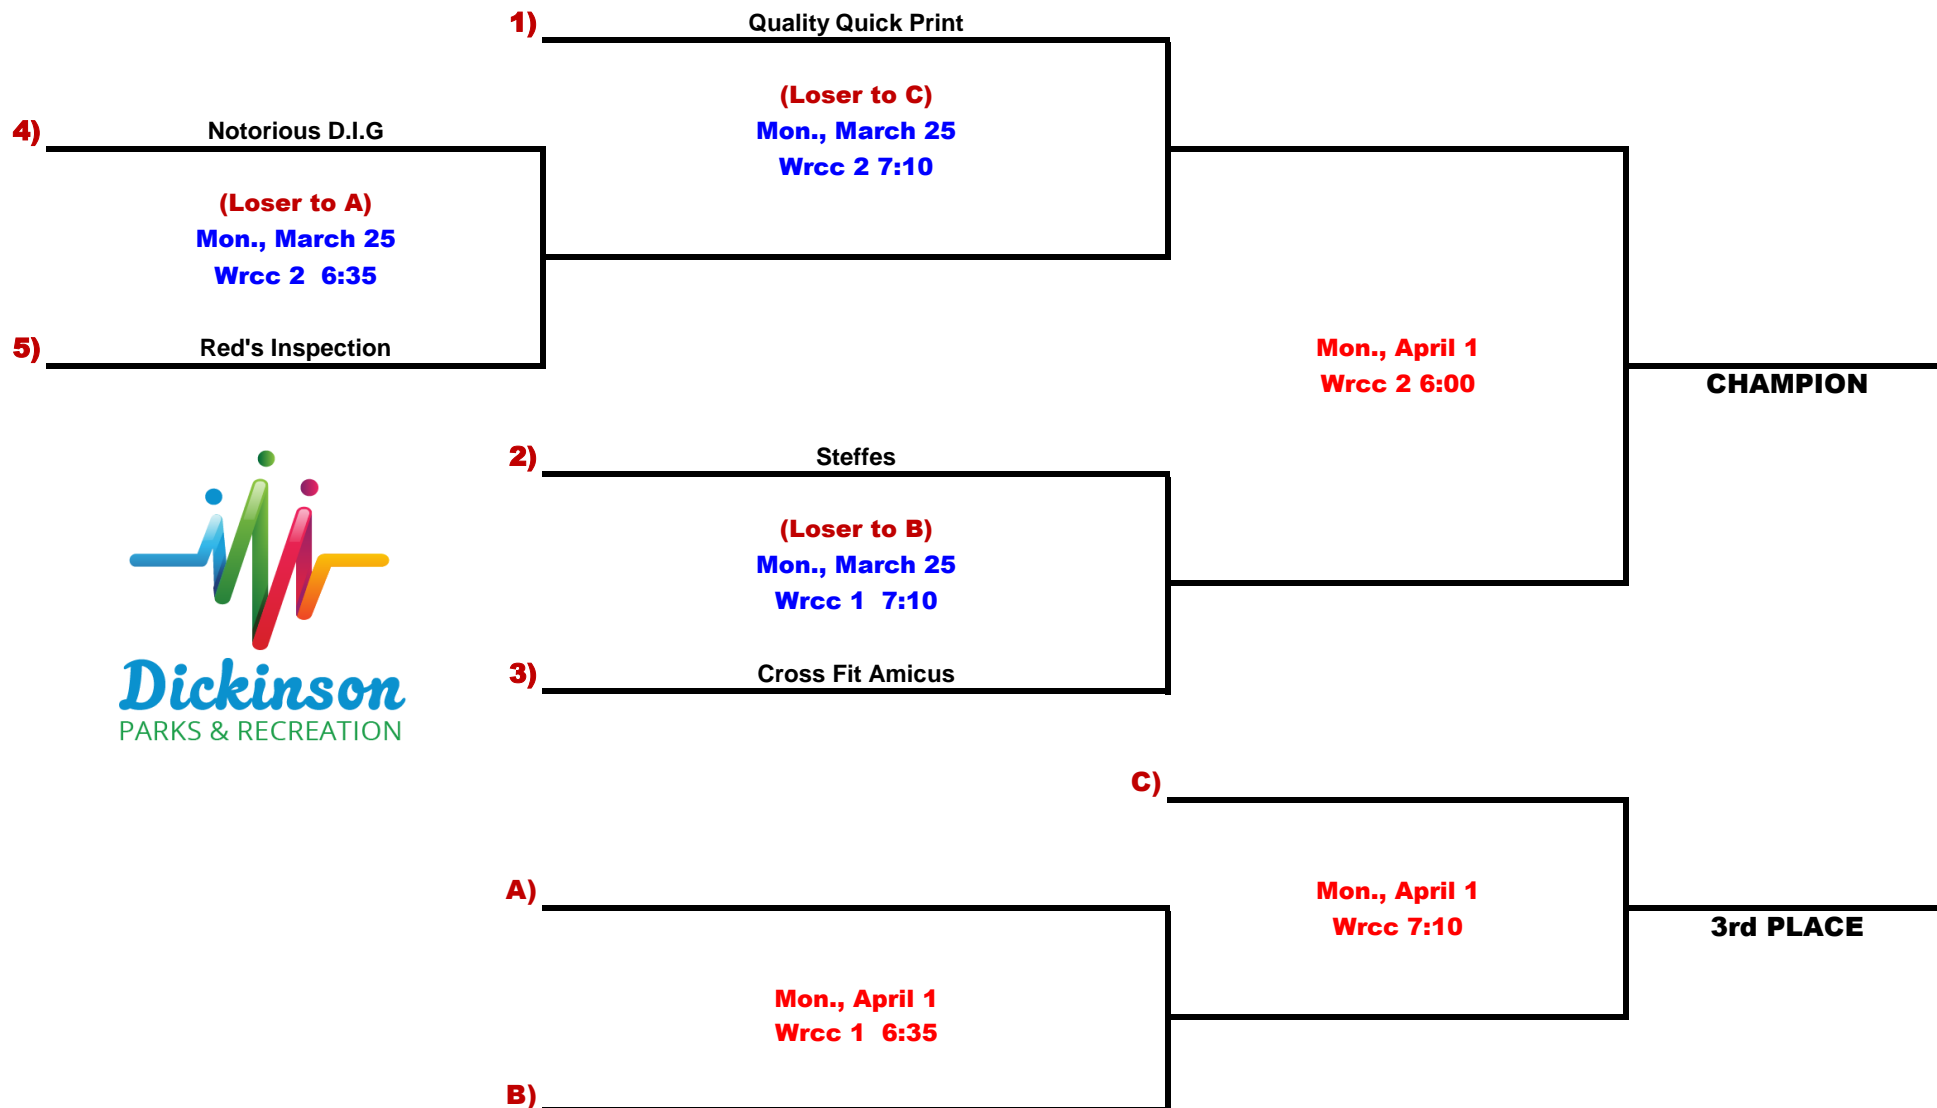 1) Quality Quick Print
(Loser to C)
Mon., March 25
Wrcc 2 7:10
4) Notorious D.I.G
(Loser to A)
Mon., March 25
Wrcc 2  6:35
5) Red's Inspection
Mon., April 1
Wrcc 2 6:00
CHAMPION
2) Steffes
(Loser to B)
Mon., March 25
Wrcc 1  7:10
3) Cross Fit Amicus
Dickinson
PARKS & RECREATION
C)
A)
Mon., April 1
Wrcc 7:10
3rd PLACE
Mon., April 1
Wrcc 1  6:35
B)